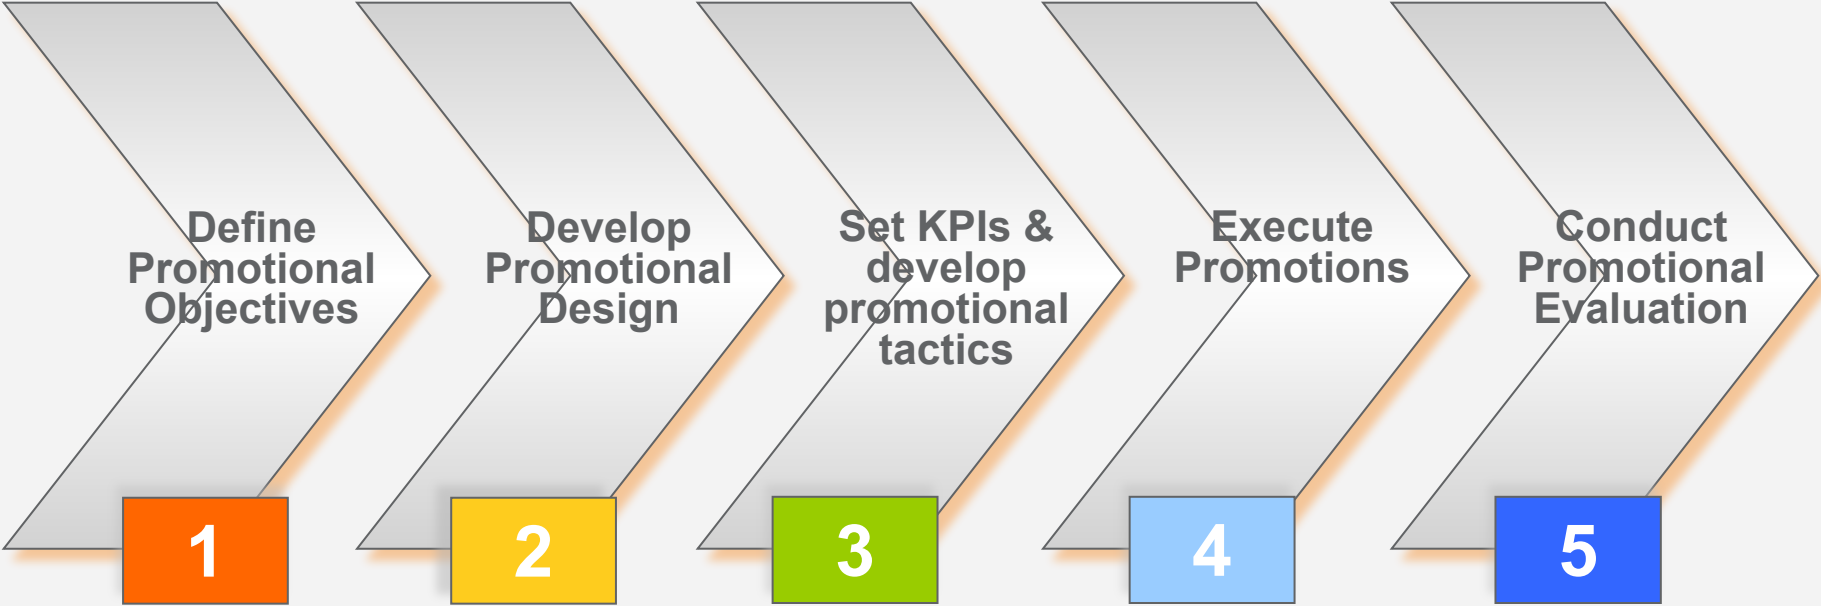 Define
Promotional
Objectives
1
Develop
Promotional
Design
2
Set KPIs &
develop
promotional
tactics
3
Execute
Promotions
4
Conduct
Promotional
Evaluation
5